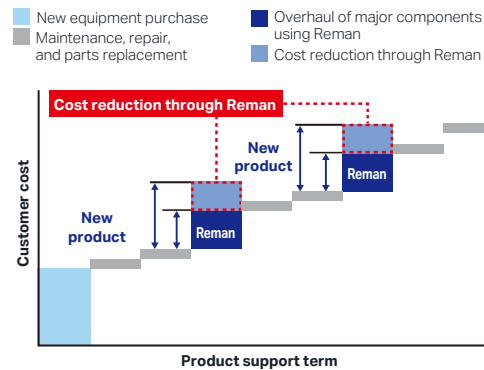 New equipment purchase
Maintenance, repair,
and parts replacement
Overhaul of major components
using Reman
Cost reduction through Reman
Cost reduction through Reman
New
product
Reman
New
product
Reman
Customer cost
Product support term